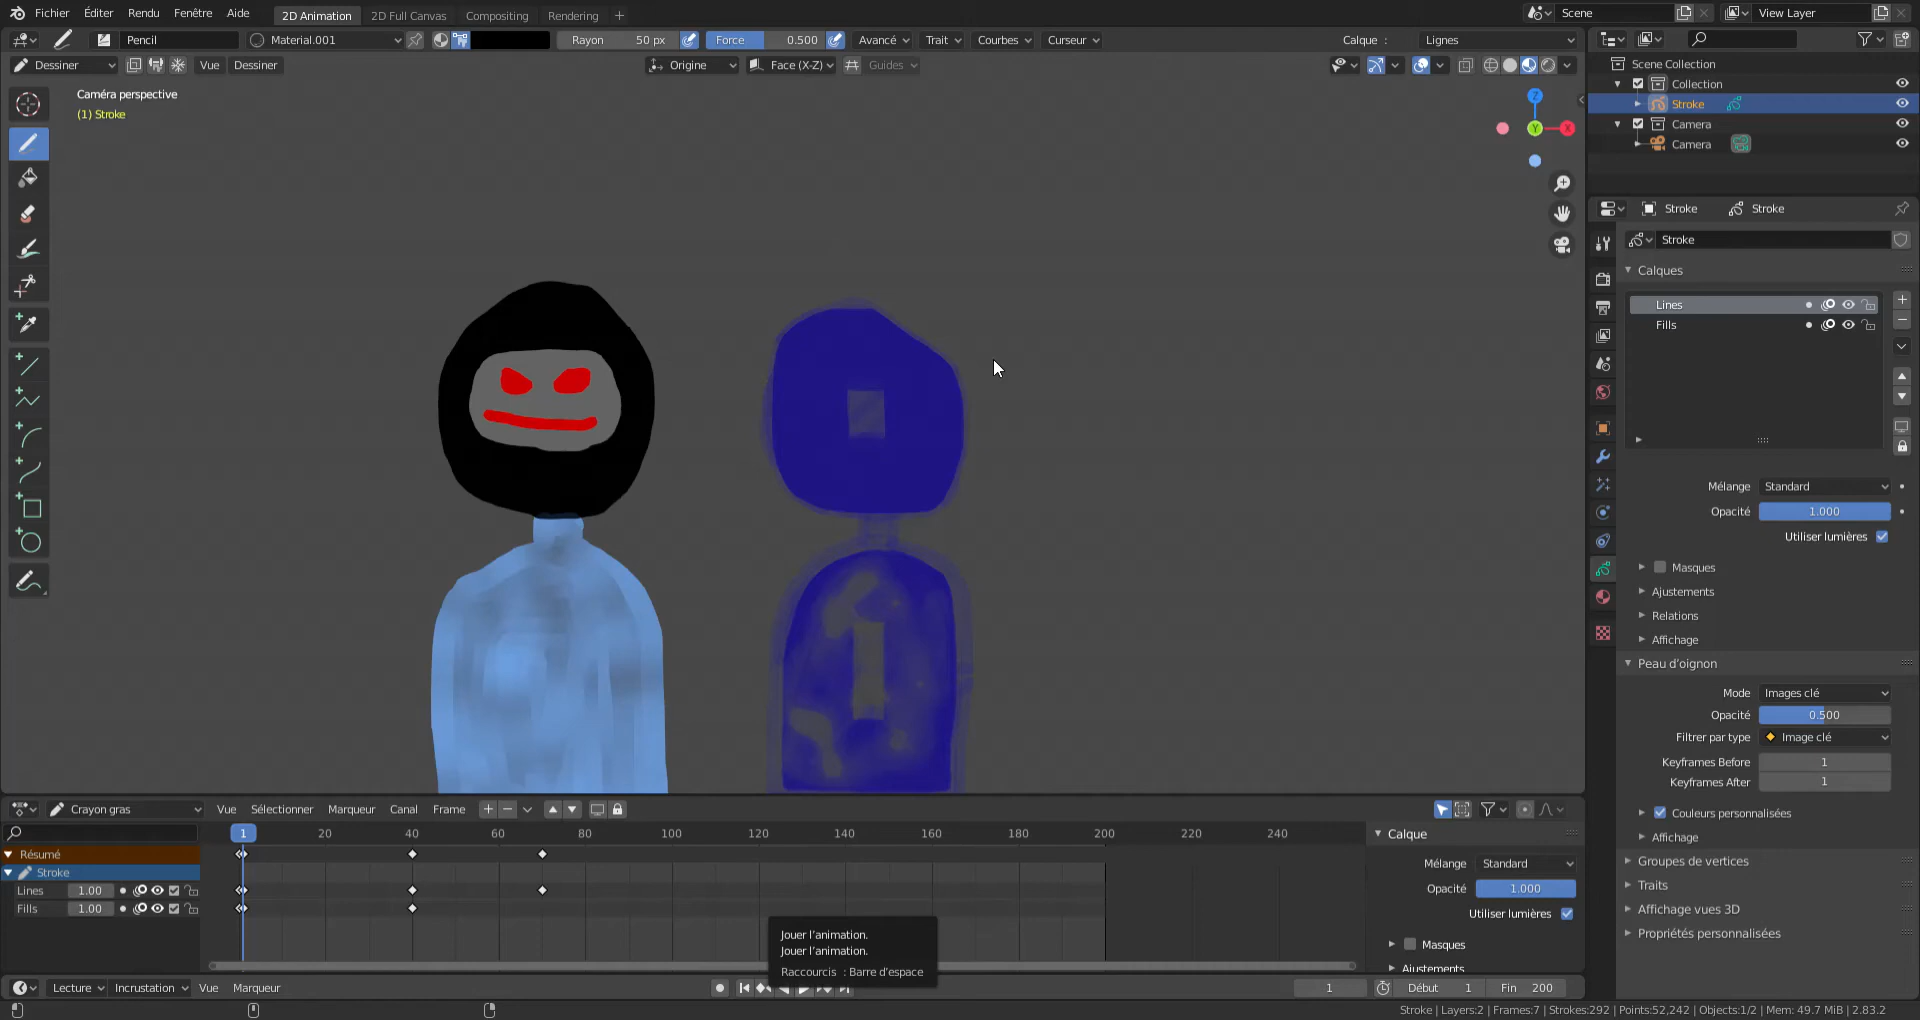 Fichier Éditer Rendu Fenêtre Aide 2D Animation 2D Full Canvas Compositing Rendering + Scene View Layer
Pencil Material.001 Rayon 50 px Force 0.500 Avancé Trait Courbes Curseur Calque : Lignes
Dessiner Vue Dessiner Origine Face (X-Z) Guides
Caméra perspective
(1) Stroke
Z
Y
X
Scene Collection
Collection
Stroke
Camera
Camera
Stroke Stroke
Stroke
Calques
Lines
Fills
Mélange Standard
Opacité 1.000
Utiliser lumières
Masques
Ajustements
Relations
Affichage
Peau d'oignon
Mode Images clé
Opacité 0.500
Filtrer par type Image clé
Keyframes Before 1
Keyframes After 1
Couleurs personnalisées
Affichage
Groupes de vertices
Traits
Affichage vues 3D
Propriétés personnalisées
Crayon gras Vue Sélectionner Marqueur Canal Frame
1 20 40 60 80 100 120 140 160 180 200 220 240
Résumé
Stroke
Lines 1.00
Fills 1.00
Calque
Mélange Standard
Opacité 1.000
Utiliser lumières
Masques
Ajustements
Jouer l'animation.
Jouer l'animation.
Raccourcis : Barre d'espace
Lecture Incrustation Vue Marqueur 1 Début 1 Fin 200
Stroke | Layers:2 | Frames:7 | Strokes:292 | Points:52,242 | Objects:1/2 | Mem: 49.7 MiB | 2.83.2